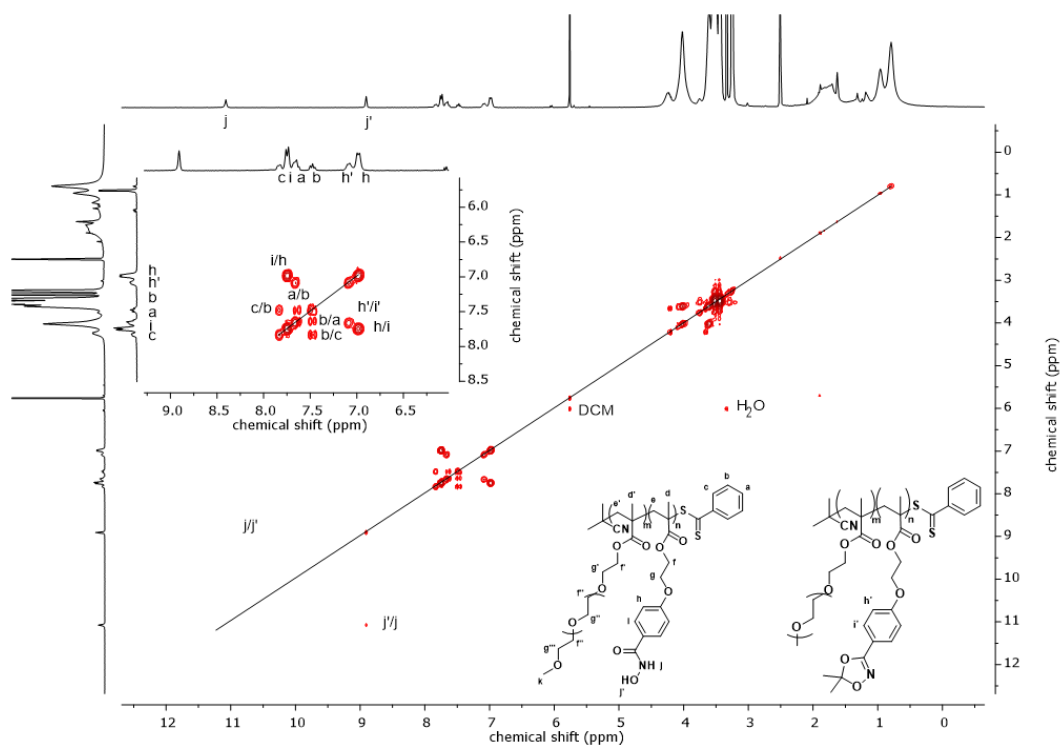 j
j'
c i a b h' h
i/h
a/b
c/b
h'/i'
b/a
h/i
b/c
h
h'
b
a
i
c
6.0
6.5
7.0
7.5
8.0
8.5
chemical shift (ppm)
9.0 8.0 7.5 7.0 6.5
chemical shift (ppm)
DCM
H2O
j/j'
j'/j
0
1
2
3
4
5
6
7
8
9
10
11
12
chemical shift (ppm)
12 11 10 9 8 7 6 5 4 3 2 1 0
chemical shift (ppm)
e' d' e d c b a
CN m n S
S
O O O O
g' f' g f
O O
f'' h
g'' i
O
g''' f''
O
k
O NH j
HO
j'
CN m n S
S
O O O O
O O
h'
i'
O
O
O N
O